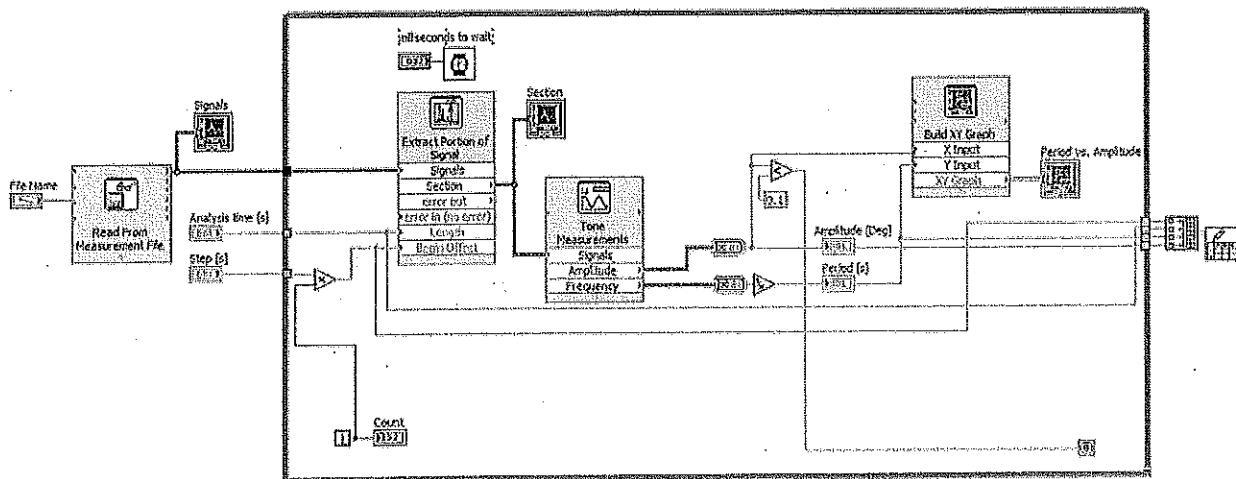 milliseconds to wait
Signals
Section
Extract Portion of
Signal
Signals
Section
error out
error in (no error)
Length
Begin Offset
File Name
Read From
Measurement File
Analysis time (s)
Step (s)
Tone
Measurements
Signals
Amplitude
Frequency
Build XY Graph
X Input
Y Input
XY Graph
Period vs. Amplitude
0.1
Amplitude (Deg)
Period (s)
i
Count